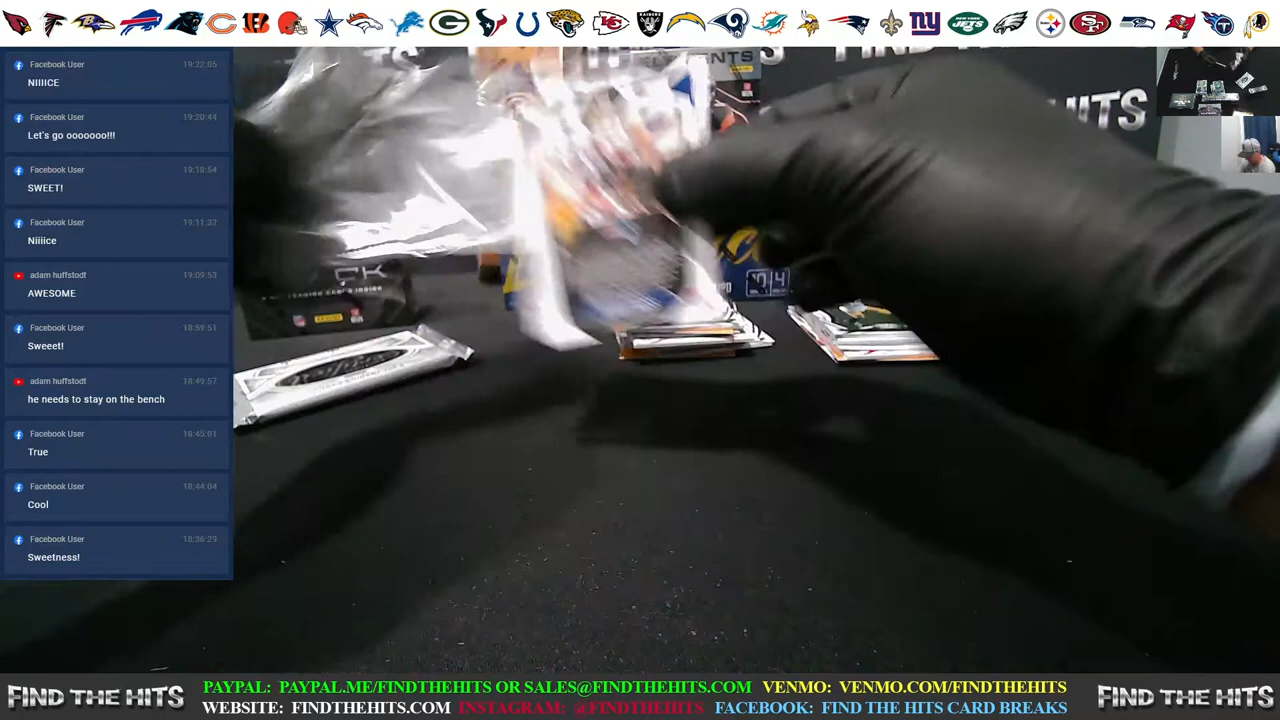 Facebook User 19:22:05
NIIIICE
Facebook User 19:20:44
Let's go ooooooo!!!
Facebook User 19:18:54
SWEET!
Facebook User 19:11:32
Niiiice
adam huffstodt 19:09:53
AWESOME
Facebook User 18:59:51
Sweeet!
adam huffstodt 18:49:57
he needs to stay on the bench
Facebook User 18:45:01
True
Facebook User 18:44:04
Cool
Facebook User 18:36:29
Sweetness!
HITS
FIND THE HITS
PAYPAL: PAYPAL.ME/FINDTHEHITS OR SALES@FINDTHEHITS.COM VENMO: VENMO.COM/FINDTHEHITS
WEBSITE: FINDTHEHITS.COM INSTAGRAM: @FINDTHEHITS FACEBOOK: FIND THE HITS CARD BREAKS
FIND THE HITS